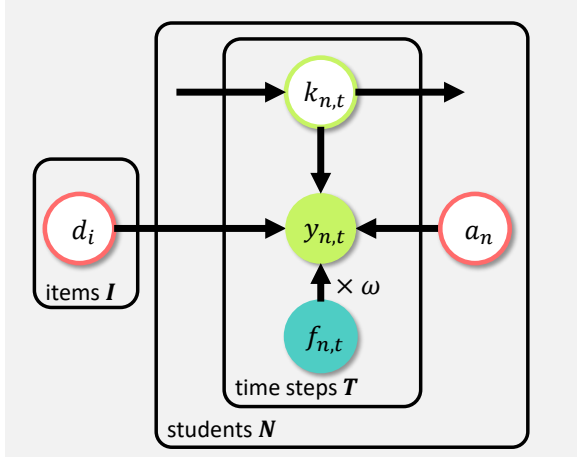 k_{n,t}
d_i
y_{n,t}
a_n
× ω
items I
f_{n,t}
time steps T
students N